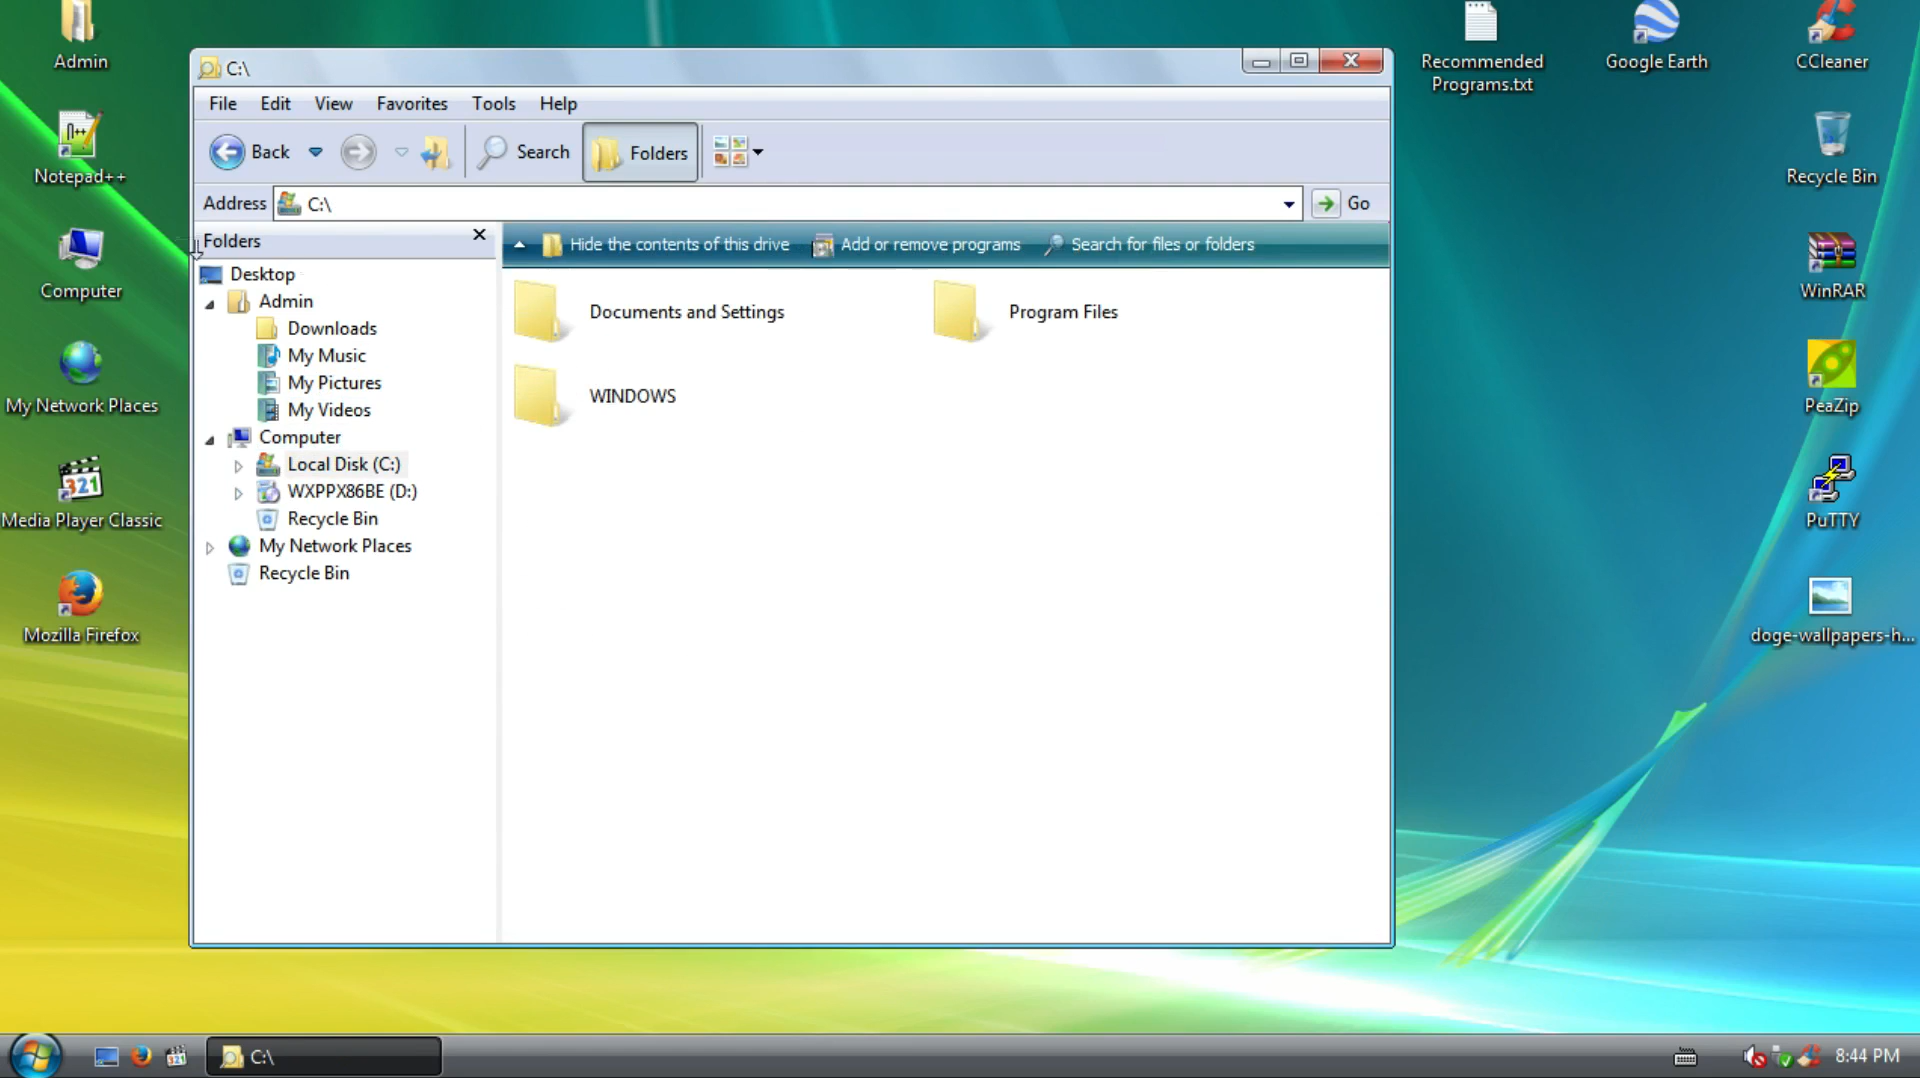 Admin
Notepad++
Computer
My Network Places
Media Player Classic
Mozilla Firefox
C:\
File Edit View Favorites Tools Help
Back Search Folders
Address C:\ Go
Folders
Desktop
Admin
Downloads
My Music
My Pictures
My Videos
Computer
Local Disk (C:)
WXPPX86BE (D:)
Recycle Bin
My Network Places
Recycle Bin
Hide the contents of this drive Add or remove programs Search for files or folders
Documents and Settings Program Files
WINDOWS
Recommended
Programs.txt
Google Earth
CCleaner
Recycle Bin
WinRAR
PeaZip
PuTTY
doge-wallpapers-h...
C:\
8:44 PM